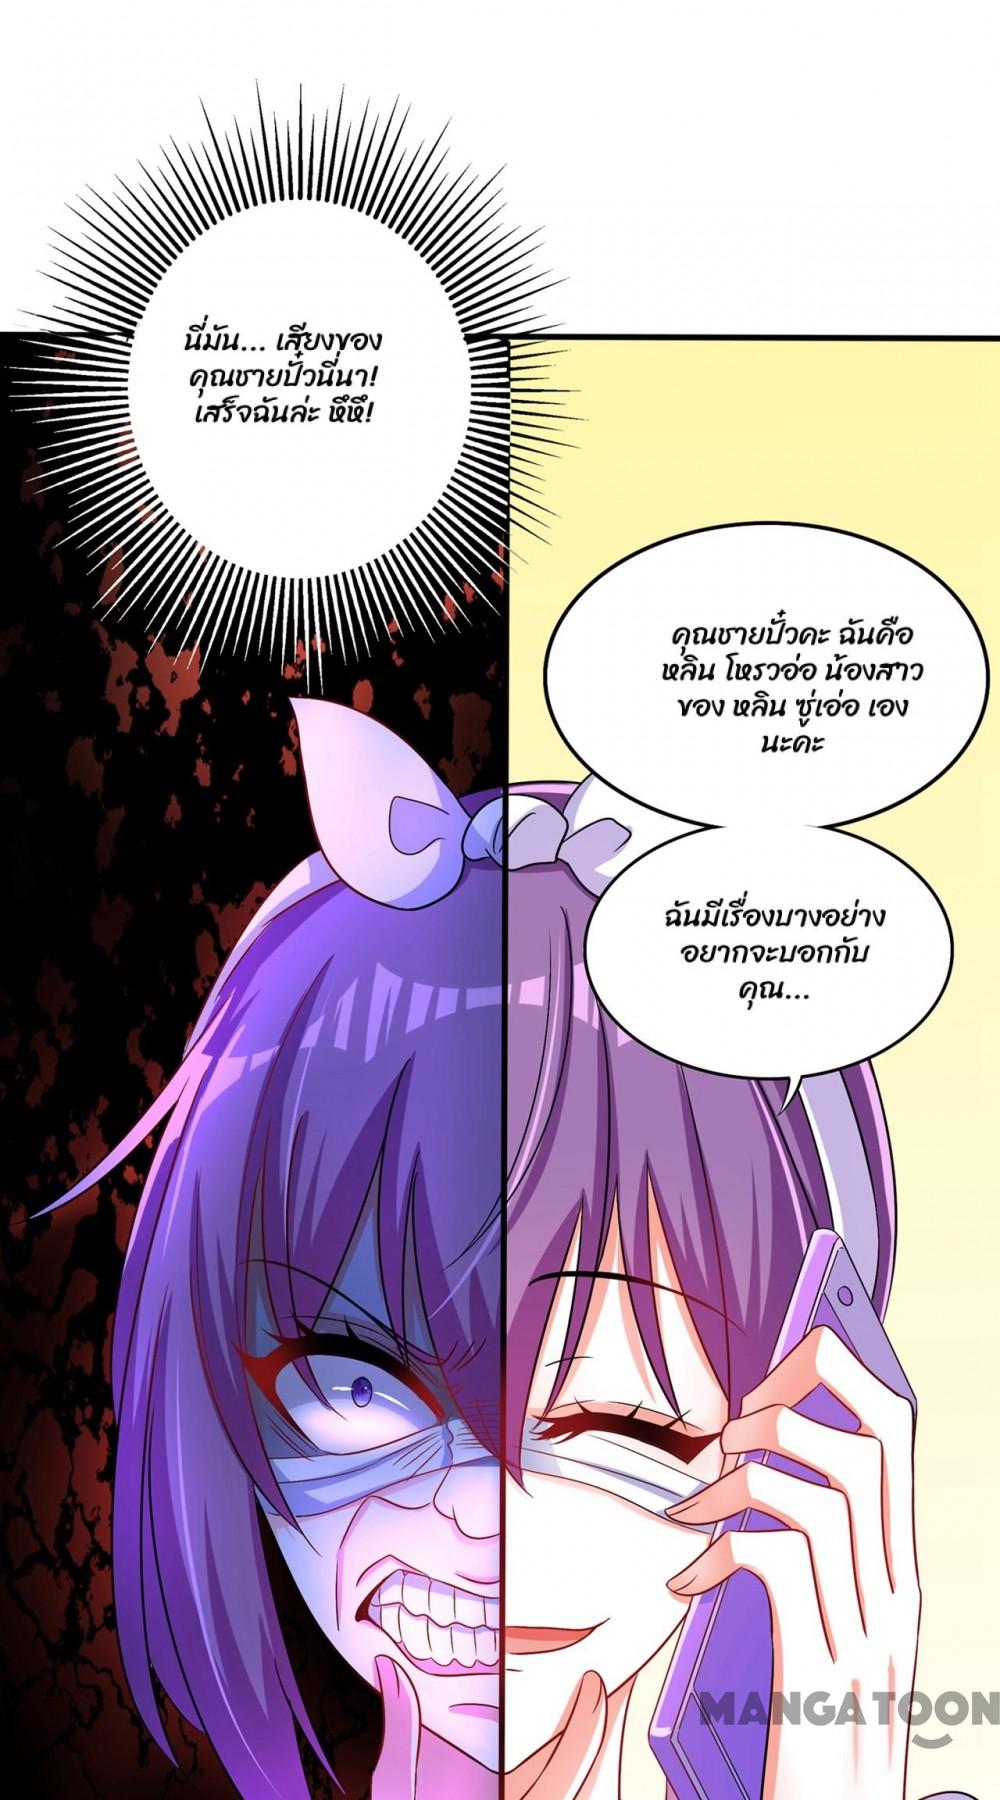 นี่มัน... เสียงของ
คุณชายปั๋วนี่นา!
เสร็จฉันล่ะ หึหึ!
คุณชายปั๋วคะ ฉันคือ
หลิน โหรวอ่อ น้องสาว
ของ หลิน ซู่เอ่อ เอง
นะคะ
ฉันมีเรื่องบางอย่าง
อยากจะบอกกับ
คุณ...
MANGATOON